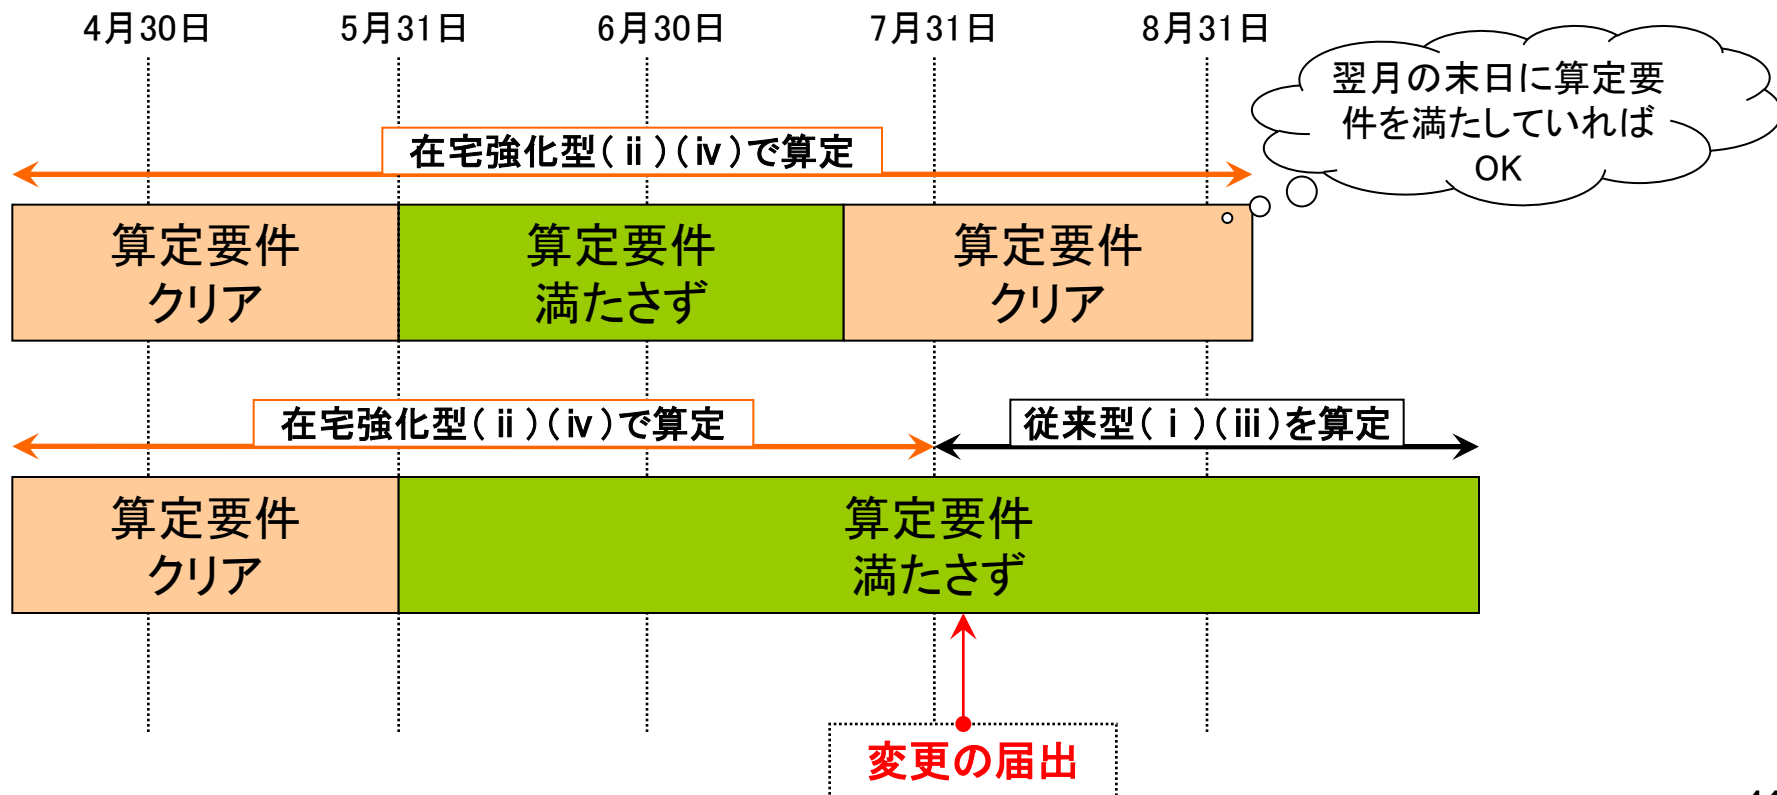 4月30日 5月31日 6月30日 7月31日 8月31日
翌月の末日に算定要
件を満たしていれば
OK
在宅強化型(ⅱ)(ⅳ)で算定
算定要件
クリア
算定要件
満たさず
算定要件
クリア
在宅強化型(ⅱ)(ⅳ)で算定
従来型(ⅰ)(ⅲ)を算定
算定要件
クリア
算定要件
満たさず
変更の届出